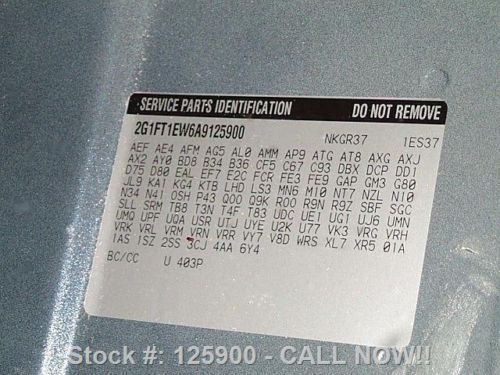 SERVICE PARTS IDENTIFICATION DO NOT REMOVE
2G1FT1EW6A9125900 NKGR37 1ES37
AEF AE4 AFM AG5 AL0 AMM AP9 ATG AT8 AXG AXJ
AX2 AY0 BD8 B34 B36 CF5 C67 C93 DBX DCP DD1
D75 D80 EAL EF7 E2C FCR FE3 FE9 GAP GM3 G80
JL9 KA1 KG4 KTB LHD LS3 MN6 M10 NT7 NZL N10
N34 N41 OSH P43 Q00 Q9K R00 R9N R9Z SBF SGC
SLL SRM TB8 T3N T4F T83 UDC UE1 UG1 UJ6 UMN
UMQ UPF UQA USR UTJ UYE U2K U77 VK3 VRG VRH
VRK VRL VRM VRN VRR VY7 V8D WRS XL7 XR5 01A
1AS 1SZ 2SS 3CJ 4AA 6Y4
BC/CC U 403P
Stock #: 125900 - CALL NOW!!